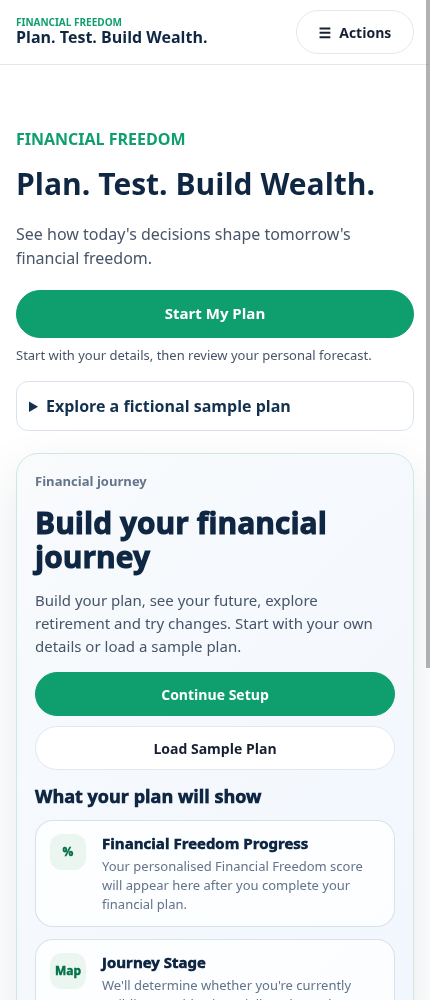 FINANCIAL FREEDOM
Plan. Test. Build Wealth.
☰ Actions
FINANCIAL FREEDOM
Plan. Test. Build Wealth.
See how today's decisions shape tomorrow's
financial freedom.
Start My Plan
Start with your details, then review your personal forecast.
Explore a fictional sample plan
Financial journey
Build your financial
journey
Build your plan, see your future, explore
retirement and try changes. Start with your own
details or load a sample plan.
Continue Setup
Load Sample Plan
What your plan will show
%
Financial Freedom Progress
Your personalised Financial Freedom score
will appear here after you complete your
financial plan.
Map
Journey Stage
We'll determine whether you're currently